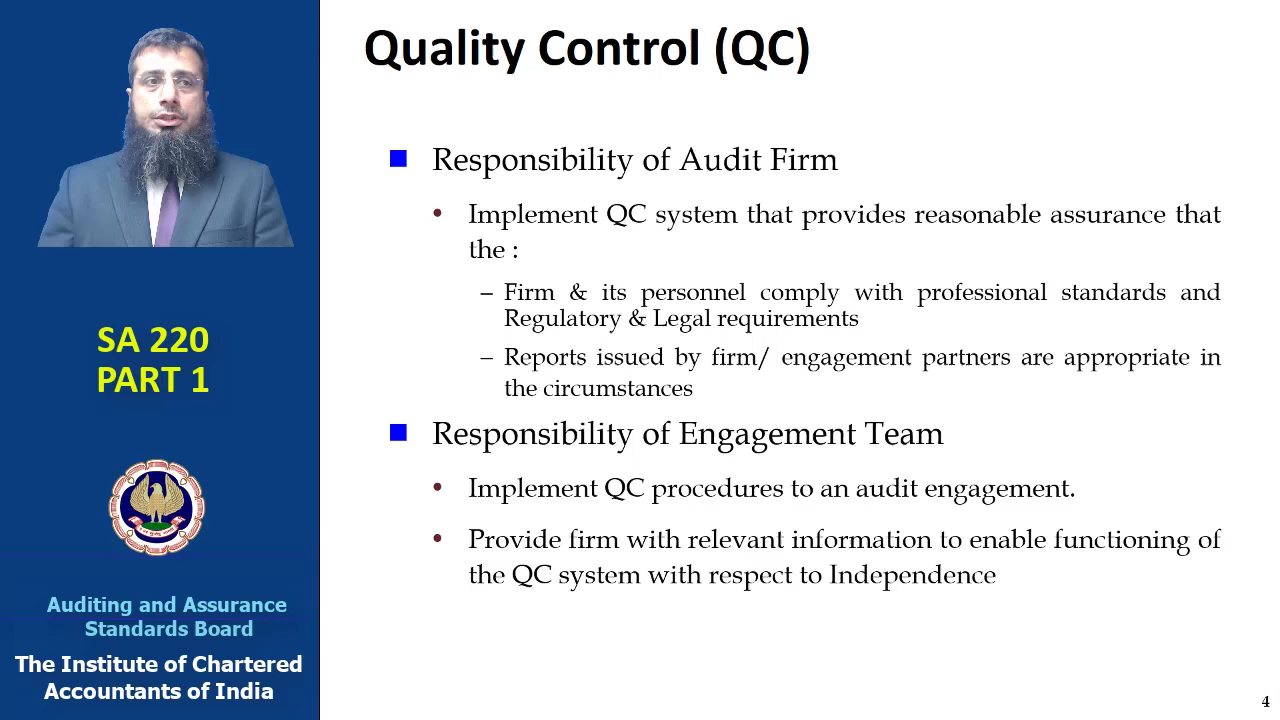 Quality Control (QC)
■ Responsibility of Audit Firm
• Implement QC system that provides reasonable assurance that
the :
– Firm & its personnel comply with professional standards and
Regulatory & Legal requirements
– Reports issued by firm/ engagement partners are appropriate in
the circumstances
■ Responsibility of Engagement Team
• Implement QC procedures to an audit engagement.
• Provide firm with relevant information to enable functioning of
the QC system with respect to Independence
SA 220
PART 1
Auditing and Assurance
Standards Board
The Institute of Chartered
Accountants of India
4